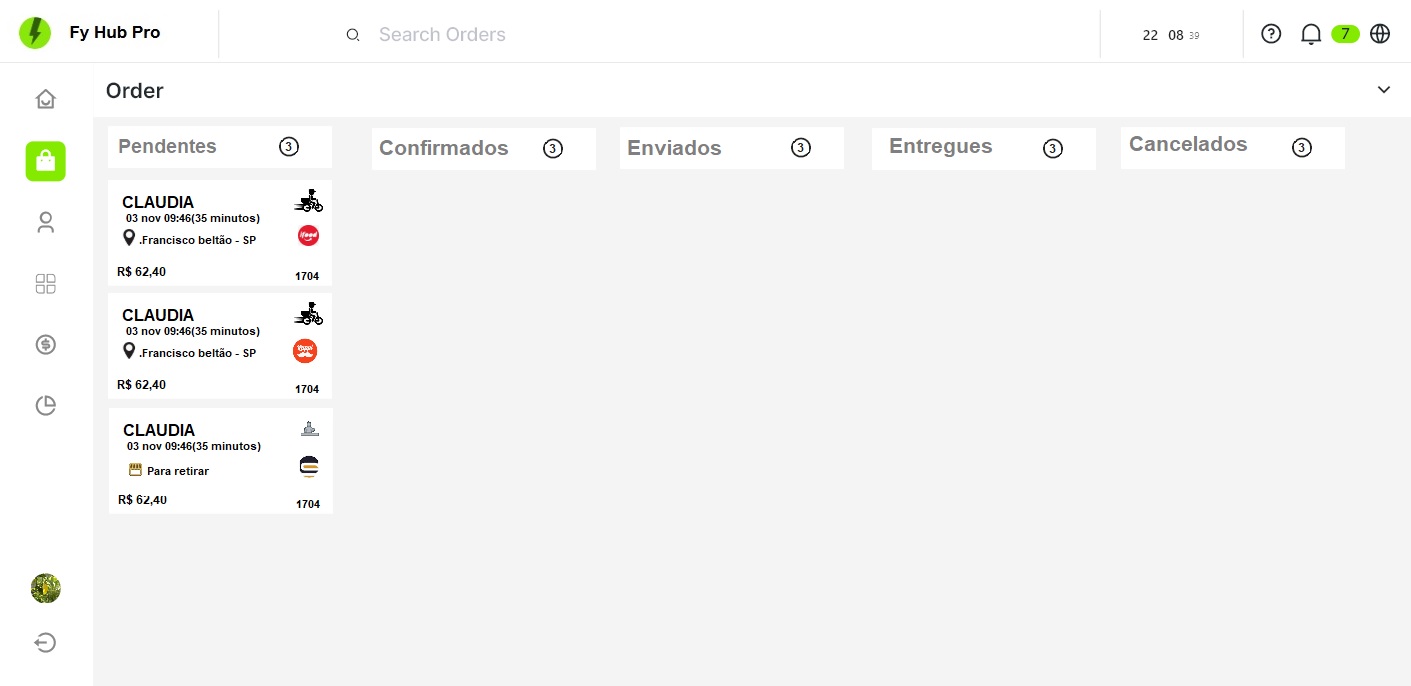 Fy Hub Pro
Search Orders
22 08 39
7
Order
Pendentes 3
Confirmados 3
Enviados 3
Entregues 3
Cancelados 3
CLAUDIA
03 nov 09:46(35 minutos)
.Francisco beltão - SP
ifood
R$ 62,40
1704
CLAUDIA
03 nov 09:46(35 minutos)
.Francisco beltão - SP
Rappi
R$ 62,40
1704
CLAUDIA
03 nov 09:46(35 minutos)
Para retirar
R$ 62,40
1704